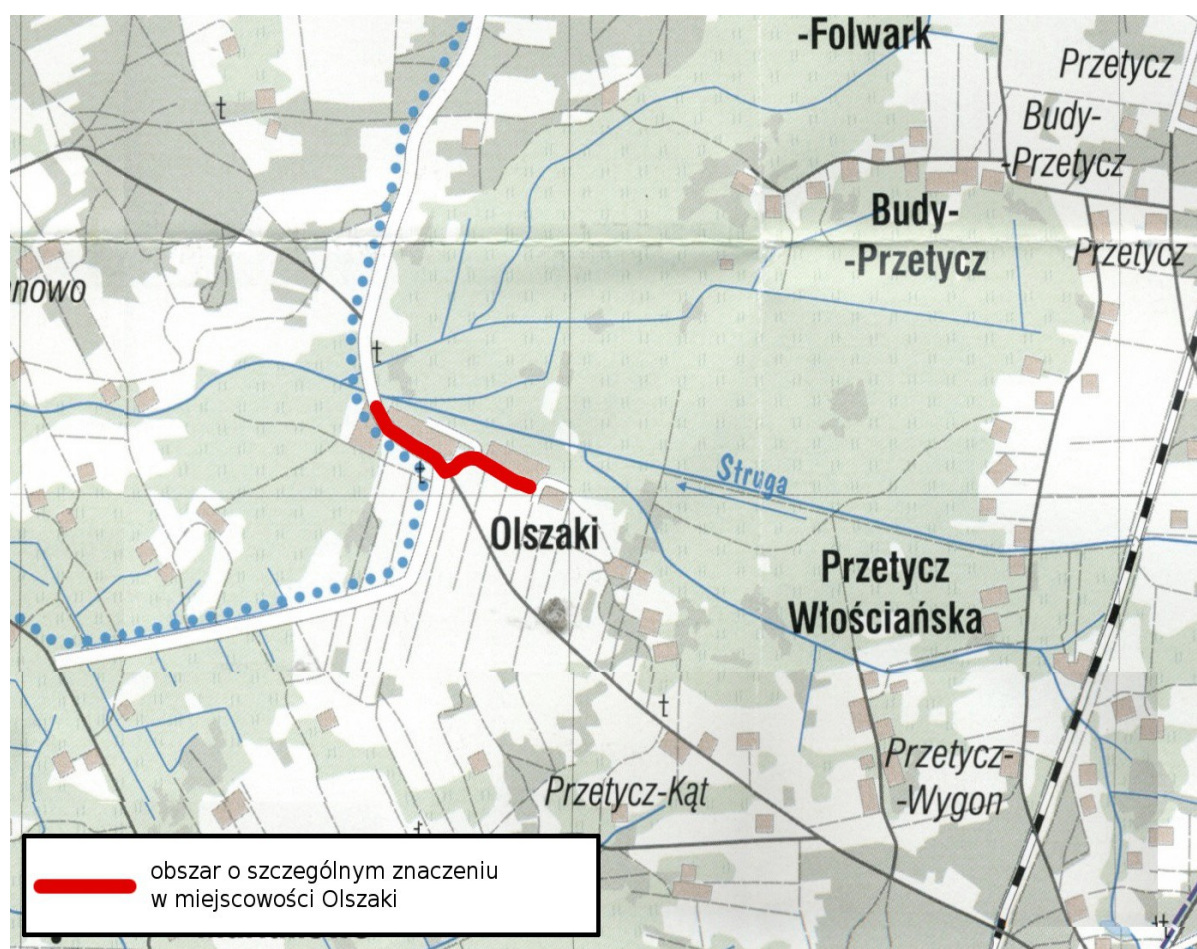 -Folwark
Przetycz
Budy-
-Przetycz
Budy-
-Przetycz
Przetycz
nowo
Struga
Olszaki
Przetycz
Włościańska
Przetycz-
-Wygon
Przetycz-Kąt
obszar o szczególnym znaczeniu
w miejscowości Olszaki